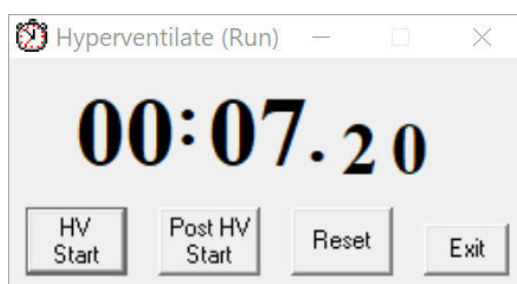 Hyperventilate (Run)
00:07.20
HV
Start
Post HV
Start
Reset
Exit